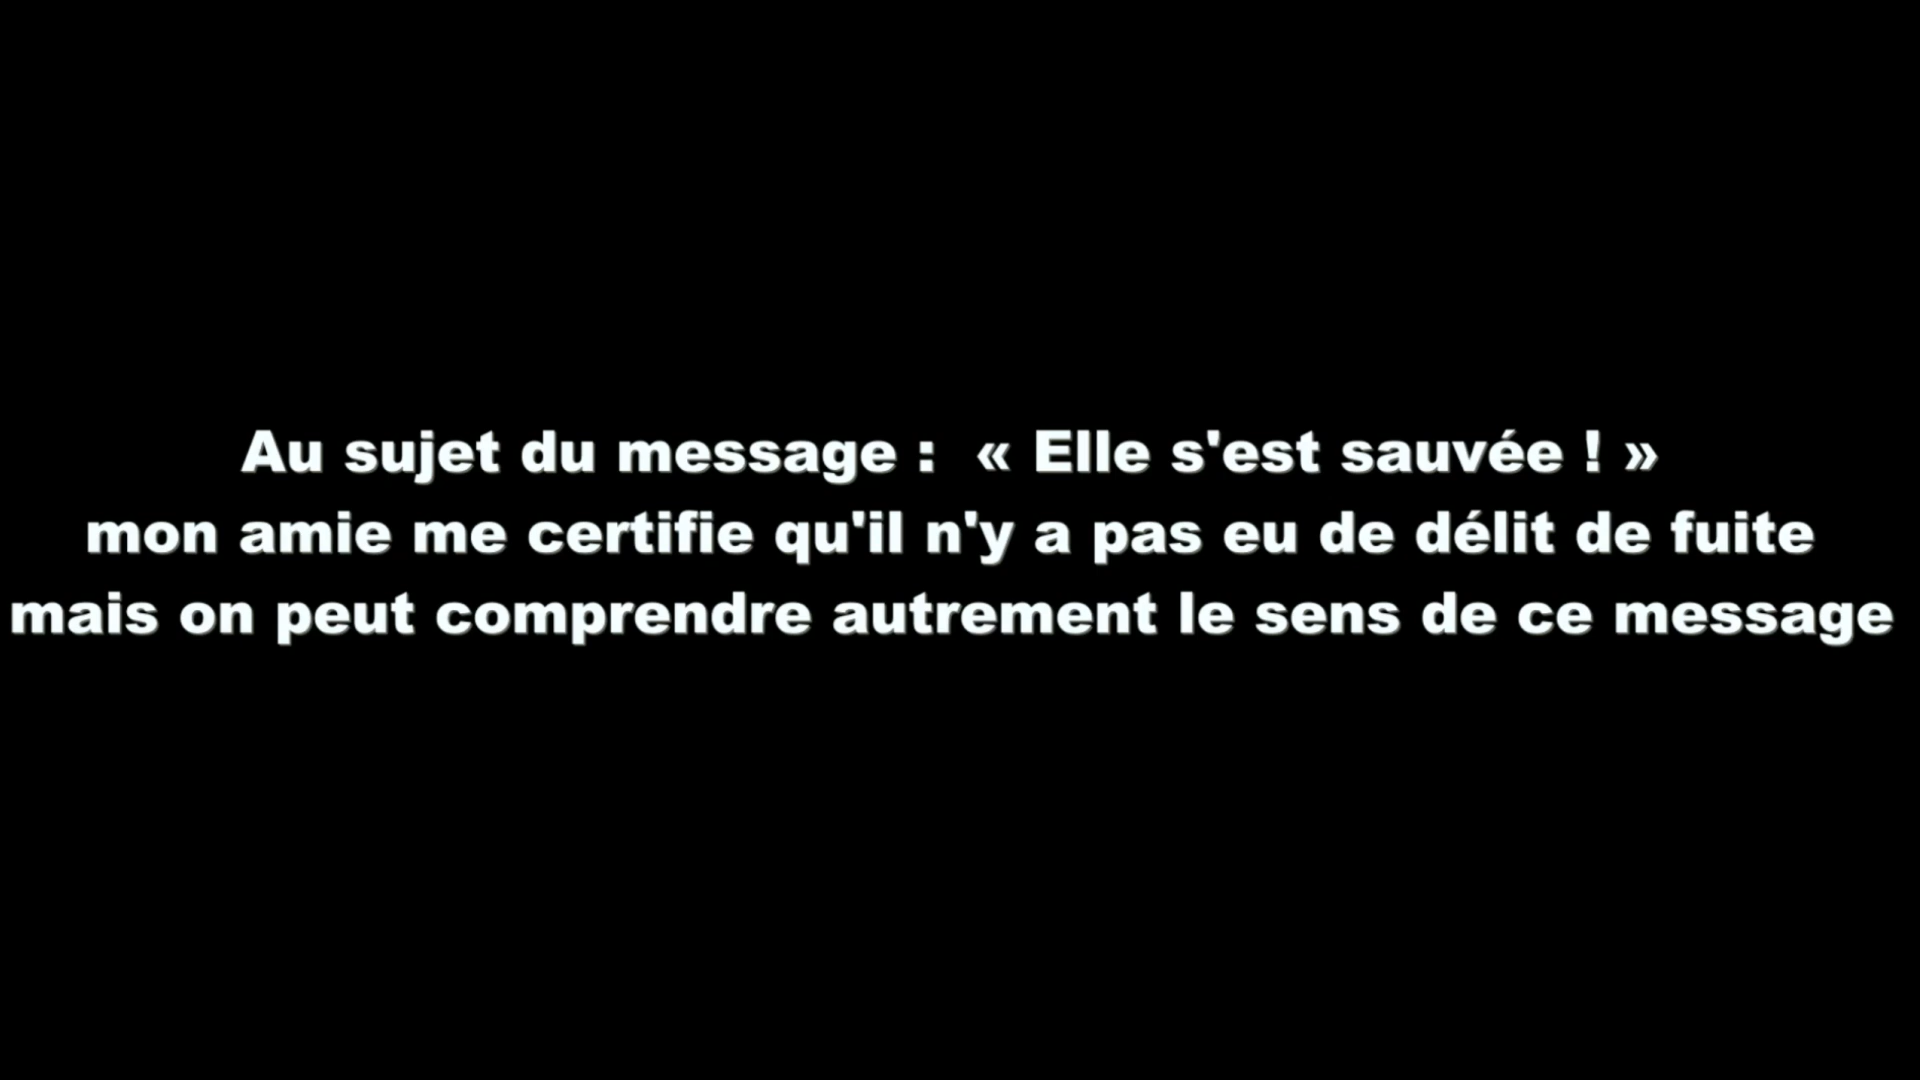 Au sujet du message :  « Elle s'est sauvée ! »
mon amie me certifie qu'il n'y a pas eu de délit de fuite
mais on peut comprendre autrement le sens de ce message